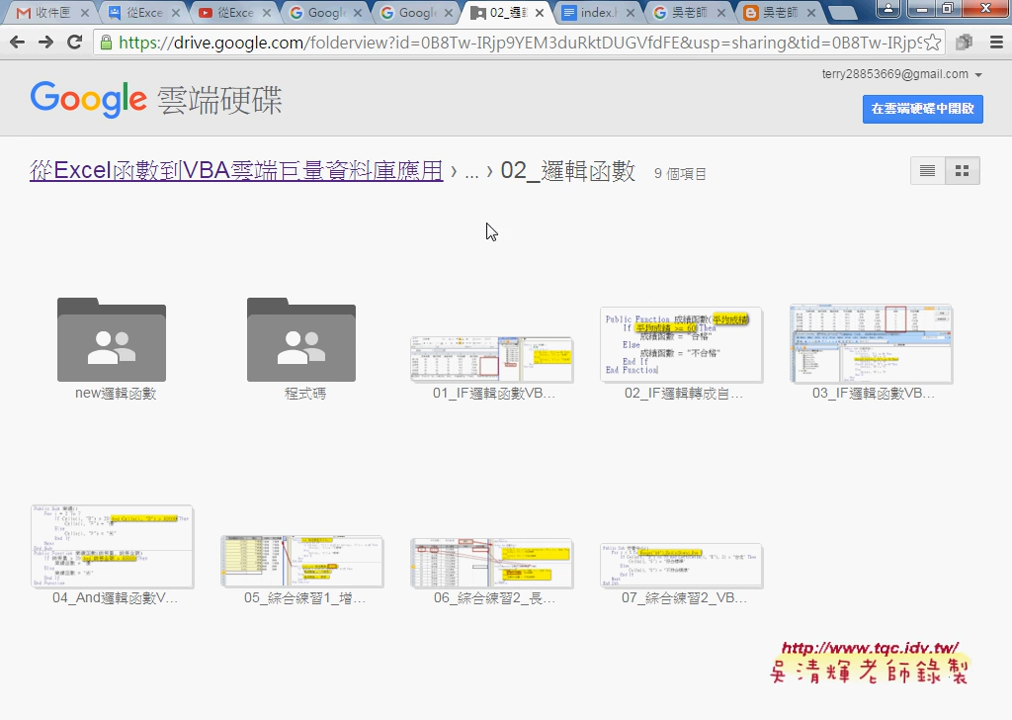 收件匣
從Exce
從Exce
Google
Google
02_邏
index.h
吳老師
吳老師
https://drive.google.com/folderview?id=0B8Tw-IRjp9YEM3duRktDUGVfdFE&usp=sharing&tid=0B8Tw-IRjp9
terry28853669@gmail.com
Google 雲端硬碟
在雲端硬碟中開啟
從Excel函數到VBA雲端巨量資料庫應用 › ... › 02_邏輯函數 9 個項目
Public Function 成績函數(平均成績)
If 平均成績 >= 60 Then
成績函數 = "合格"
Else
成績函數 = "不合格"
End If
End Function
new邏輯函數
程式碼
01_IF邏輯函數VB...
02_IF邏輯轉成自...
03_IF邏輯函數VB...
04_And邏輯函數V...
05_綜合練習1_增...
06_綜合練習2_長...
07_綜合練習2_VB...
http://www.tqc.idv.tw/
吳清輝老師錄製